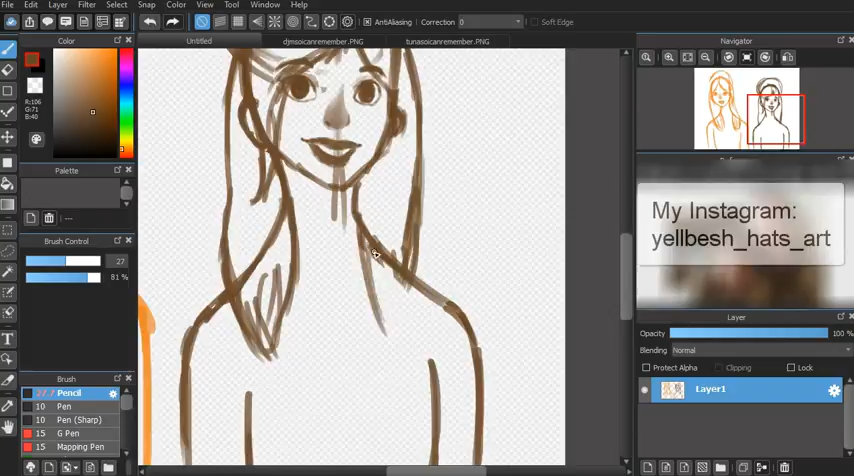 File Edit Layer Filter Select Snap Color View Tool Window Help
AntiAliasing Correction 0 Soft Edge
Untitled djmsoicanremember.PNG tunasoicanremember.PNG
Color
R:106
G:71
B:40
Palette
---
Brush Control
27
81 %
Brush
Pencil
10 Pen
10 Pen (Sharp)
15 G Pen
15 Mapping Pen
Navigator
My Instagram:
yellbesh_hats_art
Layer
Opacity 100 %
Blending Normal
Protect Alpha Clipping Lock
Layer1